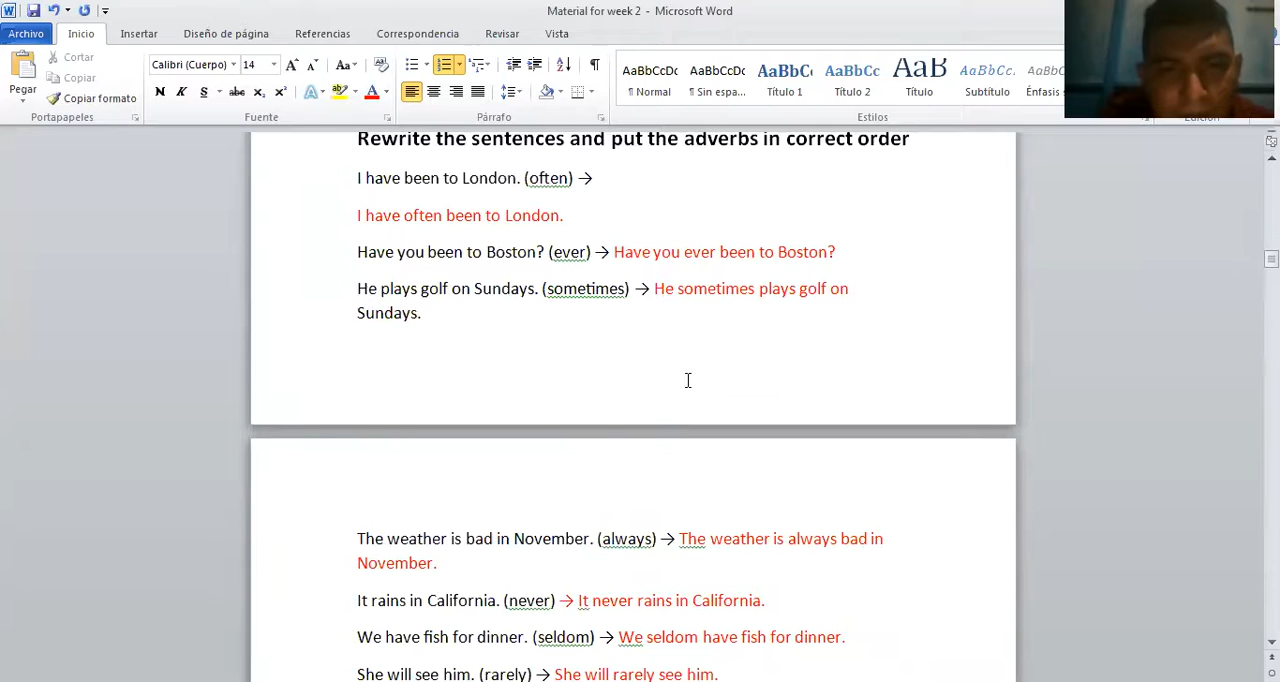 Material for week 2 - Microsoft Word
Archivo Inicio Insertar Diseño de página Referencias Correspondencia Revisar Vista
Pegar
Cortar
Copiar
Copiar formato
Portapapeles
Calibri (Cuerpo) 14
N K S abc x₂ x²
Fuente
Párrafo
AaBbCcDc AaBbCcDc AaBbC AaBbCc AaB AaBbCc. AaBbCc
¶ Normal ¶ Sin espa... Título 1 Título 2 Título Subtítulo Énfasis
Estilos
Rewrite the sentences and put the adverbs in correct order
I have been to London. (often) →
I have often been to London.
Have you been to Boston? (ever) → Have you ever been to Boston?
He plays golf on Sundays. (sometimes) → He sometimes plays golf on
Sundays.
The weather is bad in November. (always) → The weather is always bad in
November.
It rains in California. (never) → It never rains in California.
We have fish for dinner. (seldom) → We seldom have fish for dinner.
She will see him. (rarely) → She will rarely see him.